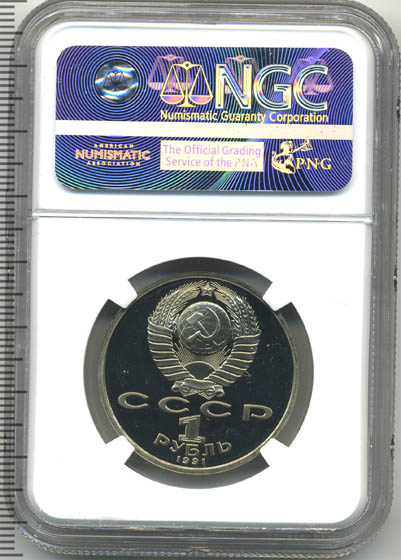 NGC
Numismatic Guaranty Corporation
AMERICAN
NUMISMATIC
ASSOCIATION
The Official Grading
Service of the PNG
PNG
СССР
1
РУБЛЬ
1991